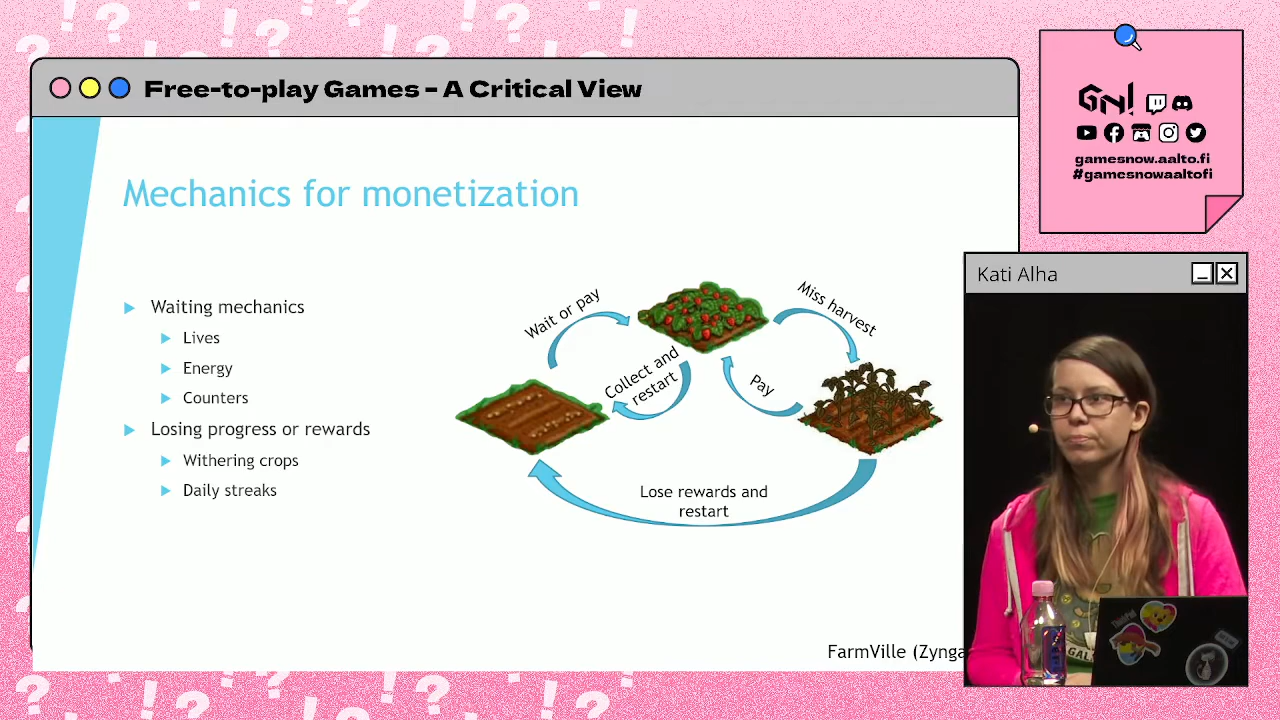 Free-to-play Games – A Critical View
GN!
gamesnow.aalto.fi
#gamesnowaaltofi
Mechanics for monetization
Waiting mechanics
Lives
Energy
Counters
Losing progress or rewards
Withering crops
Daily streaks
Wait or pay
Collect and
restart
Miss harvest
Pay
Lose rewards and
restart
FarmVille (Zynga
Kati Alha
GAL